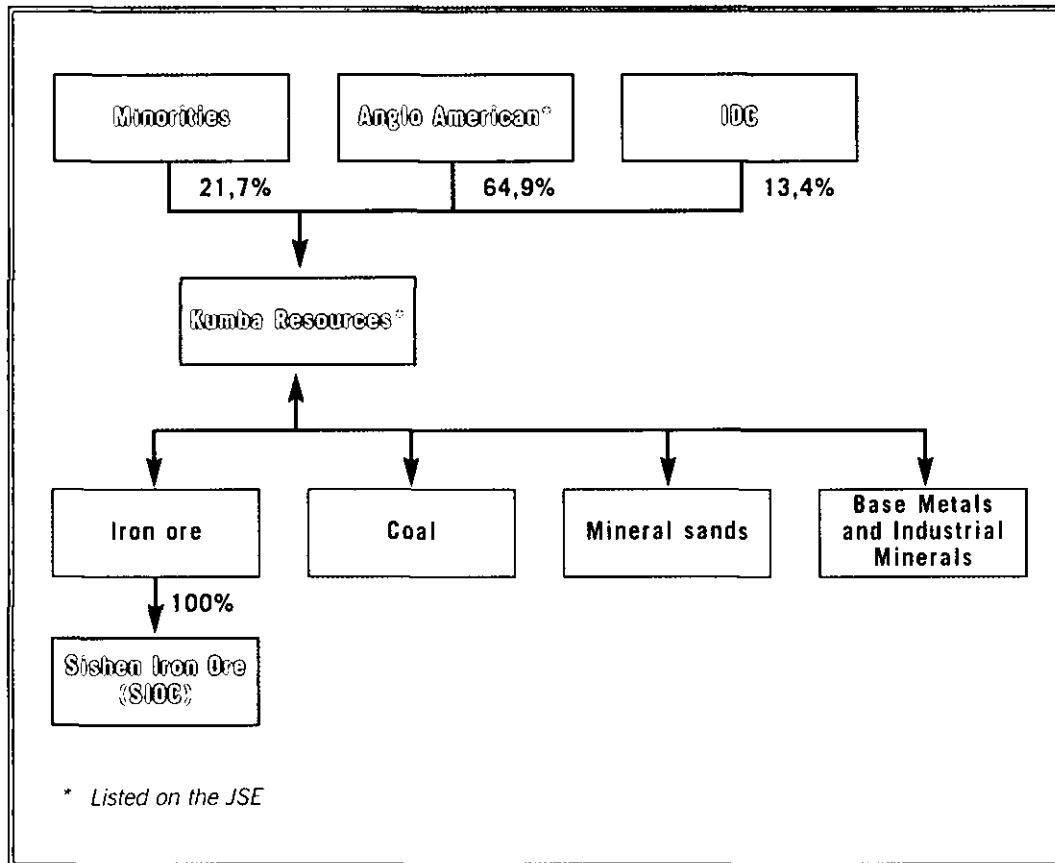 Minorities
Anglo American*
IDC
21,7%
64,9%
13,4%
Kumba Resources*
Iron ore
Coal
Mineral sands
Base Metals
and Industrial
Minerals
100%
Sishen Iron Ore
(SIOC)
* Listed on the JSE